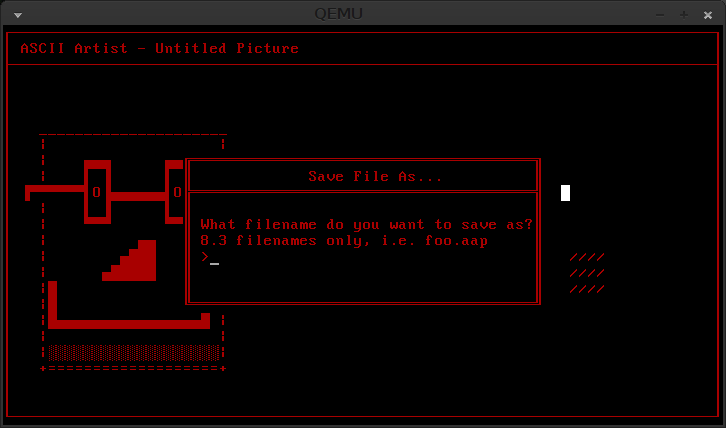 QEMU
ASCII Artist - Untitled Picture
Q
O
Save File As...
What filename do you want to save as?
8.3 filenames only, i.e. foo.aap
>_
////
////
////